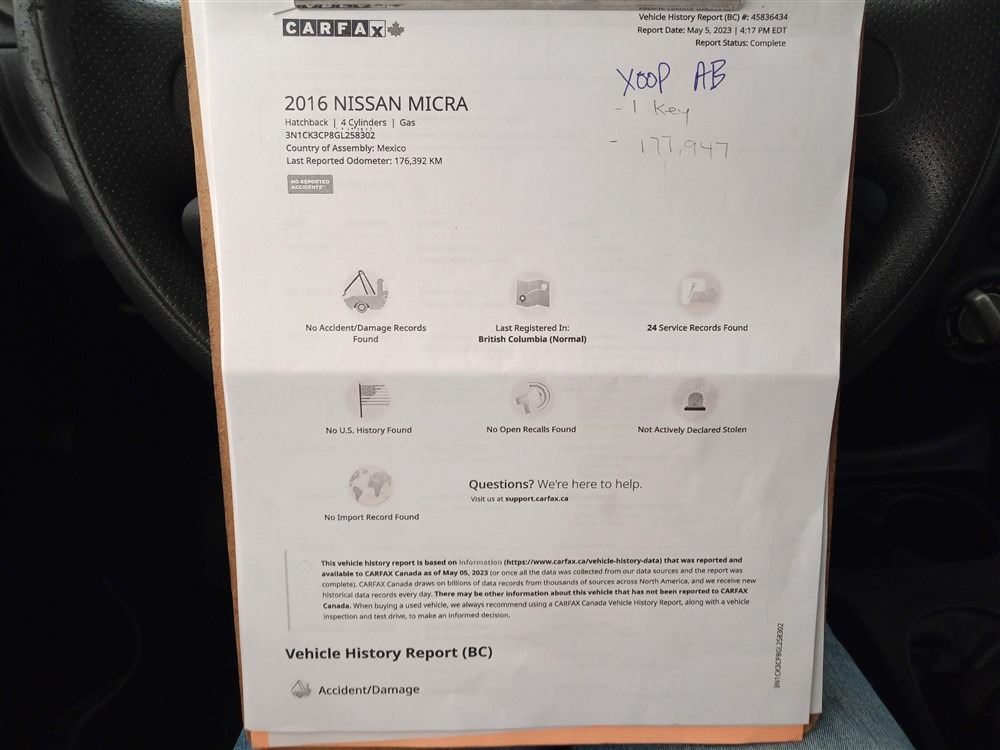 CARFAX
Vehicle History Report (BC) #: 45836434
Report Date: May 5, 2023 | 4:17 PM EDT
Report Status: Complete
XOOP AB
- 1 Key
- 177,947
2016 NISSAN MICRA
Hatchback | 4 Cylinders | Gas
3N1CK3CP8GL258302
Country of Assembly: Mexico
Last Reported Odometer: 176,392 KM
NO REPORTED
ACCIDENTS
No Accident/Damage Records
Found
Last Registered In:
British Columbia (Normal)
24 Service Records Found
No U.S. History Found
No Open Recalls Found
Not Actively Declared Stolen
No Import Record Found
Questions? We're here to help.
Visit us at support.carfax.ca
This vehicle history report is based on information (https://www.carfax.ca/vehicle-history-data) that was reported and
available to CARFAX Canada as of May 05, 2023 (or once all the data was collected from our data sources and the report was
complete). CARFAX Canada draws on billions of data records from thousands of sources across North America, and we receive new
historical data records every day. There may be other information about this vehicle that has not been reported to CARFAX
Canada. When buying a used vehicle, we always recommend using a CARFAX Canada Vehicle History Report, along with a vehicle
inspection and test drive, to make an informed decision.
3N1CK3CP8GL258302
Vehicle History Report (BC)
Accident/Damage